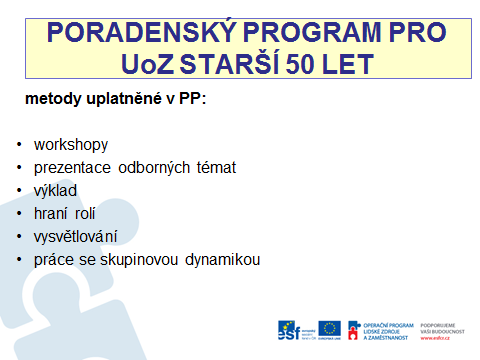 PORADENSKÝ PROGRAM PRO
UoZ STARŠÍ 50 LET
metody uplatněné v PP:
• workshopy
• prezentace odborných témat
• výklad
• hraní rolí
• vysvětlování
• práce se skupinovou dynamikou
esf
OPERAČNÍ PROGRAM
LIDSKÉ ZDROJE
A ZAMĚSTNANOST
PODPORUJEME
VAŠI BUDOUCNOST
www.esfcr.cz